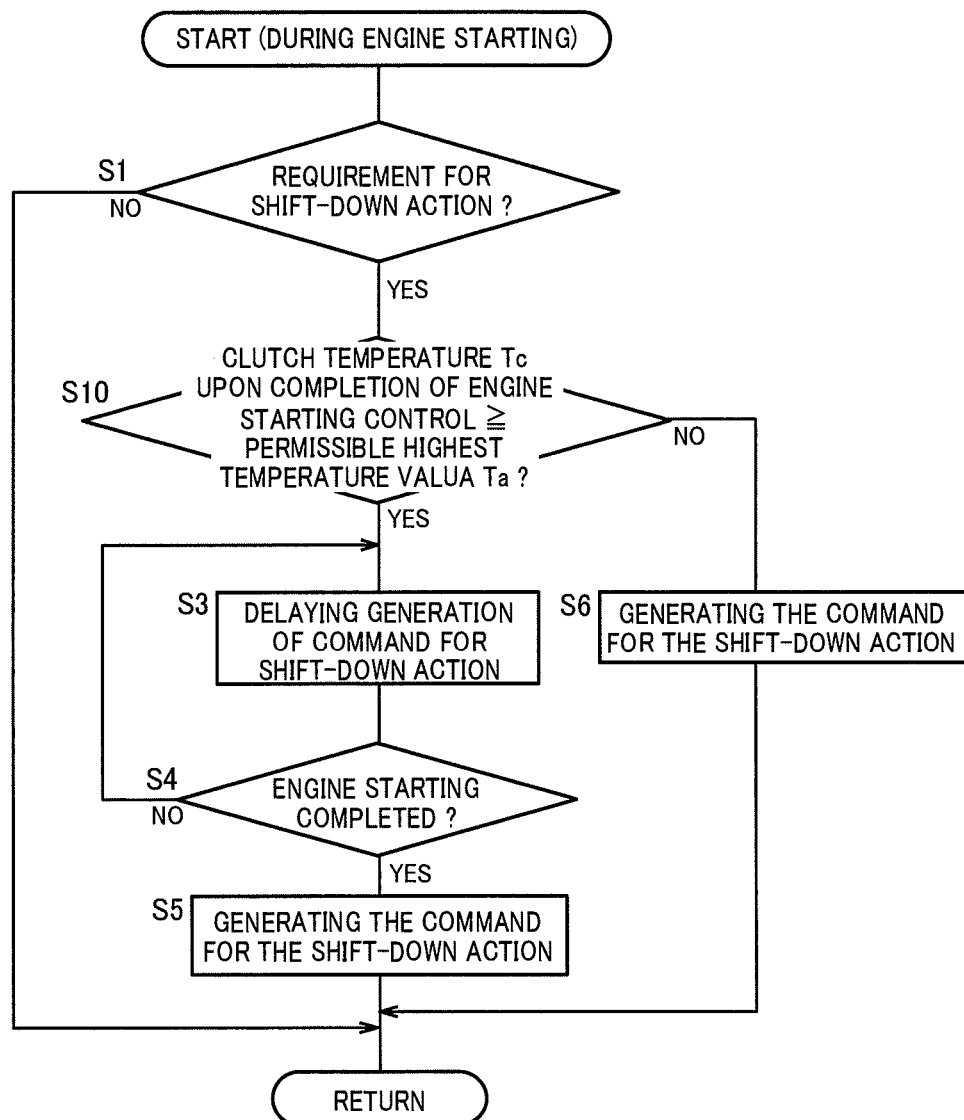 START (DURING ENGINE STARTING)
S1
REQUIREMENT FOR
SHIFT-DOWN ACTION ?
NO
YES
S10
CLUTCH TEMPERATURE Tc
UPON COMPLETION OF ENGINE
STARTING CONTROL ≧
PERMISSIBLE HIGHEST
TEMPERATURE VALUA Ta ?
NO
YES
S3
DELAYING GENERATION
OF COMMAND FOR
SHIFT-DOWN ACTION
S6
GENERATING THE COMMAND
FOR THE SHIFT-DOWN ACTION
S4
ENGINE STARTING
COMPLETED ?
NO
YES
S5
GENERATING THE COMMAND
FOR THE SHIFT-DOWN ACTION
RETURN